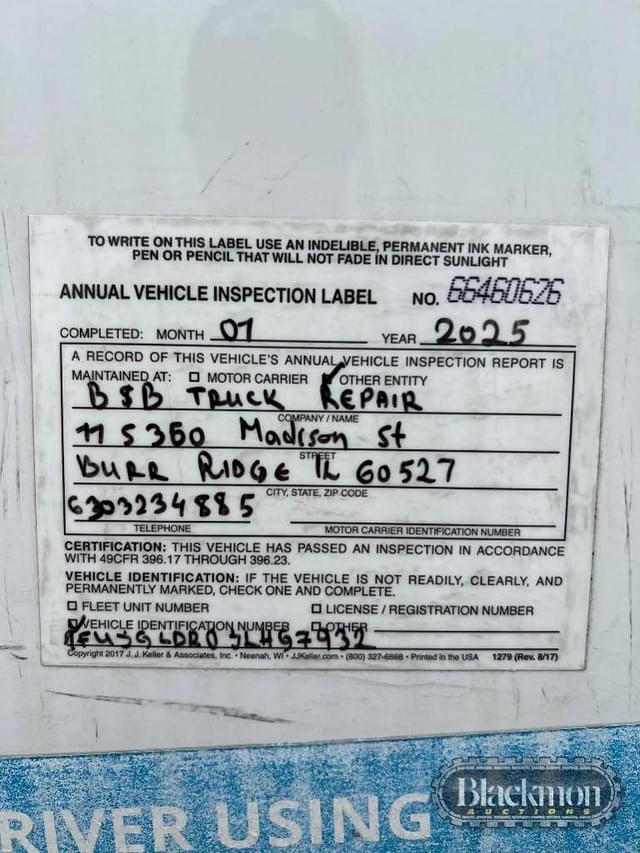 TO WRITE ON THIS LABEL USE AN INDELIBLE, PERMANENT INK MARKER,
PEN OR PENCIL THAT WILL NOT FADE IN DIRECT SUNLIGHT
ANNUAL VEHICLE INSPECTION LABEL NO. 66460626
COMPLETED: MONTH 07 YEAR 2025
A RECORD OF THIS VEHICLE'S ANNUAL VEHICLE INSPECTION REPORT IS
MAINTAINED AT: MOTOR CARRIER OTHER ENTITY
B & B TRUCK REPAIR
COMPANY / NAME
11 S 360 Madison St
STREET
BURR RIDGE IL 60527
CITY, STATE, ZIP CODE
6303234885
TELEPHONE MOTOR CARRIER IDENTIFICATION NUMBER
CERTIFICATION: THIS VEHICLE HAS PASSED AN INSPECTION IN ACCORDANCE
WITH 49CFR 396.17 THROUGH 396.23.
VEHICLE IDENTIFICATION: IF THE VEHICLE IS NOT READILY, CLEARLY, AND
PERMANENTLY MARKED, CHECK ONE AND COMPLETE.
FLEET UNIT NUMBER LICENSE / REGISTRATION NUMBER
VEHICLE IDENTIFICATION NUMBER OTHER
Copyright 2017 J. J. Keller & Associates, Inc. • Neenah, WI • JJKeller.com • (800) 327-6868 • Printed in the USA 1279 (Rev. 8/17)
RIVER USING
Blackmon
AUCTIONS